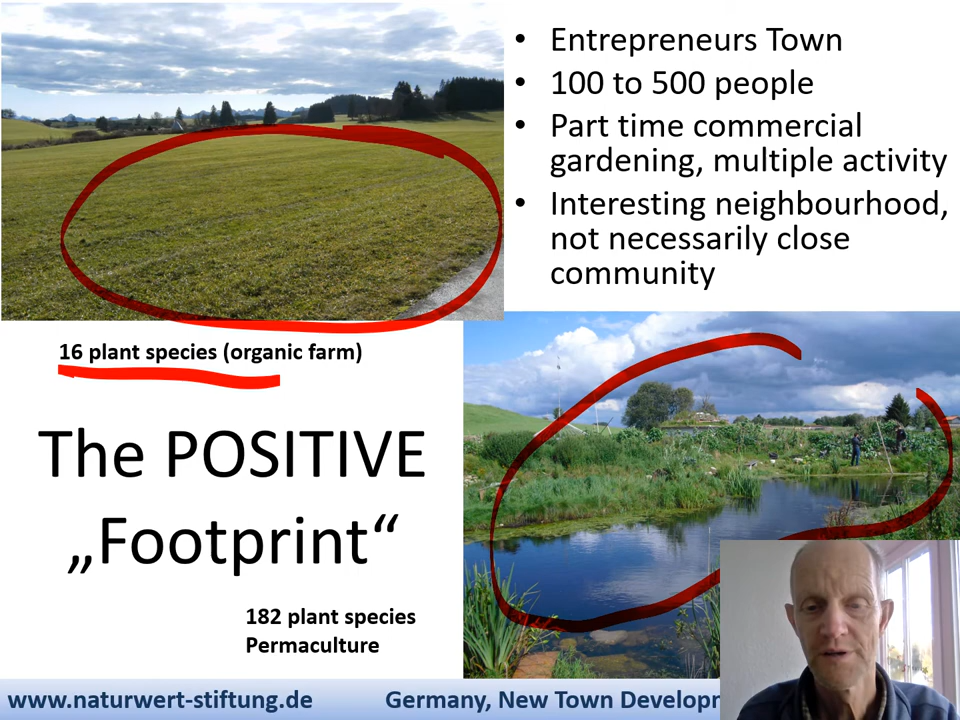 • Entrepreneurs Town
• 100 to 500 people
• Part time commercial
gardening, multiple activity
• Interesting neighbourhood,
not necessarily close
community
16 plant species (organic farm)
The POSITIVE
„Footprint“
182 plant species
Permaculture
www.naturwert-stiftung.de Germany, New Town Developm